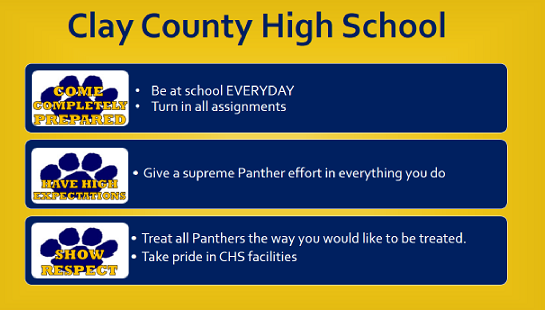 Clay County High School
COME
COMPLETELY
PREPARED
• Be at school EVERYDAY
• Turn in all assignments
HAVE HIGH
EXPECTATIONS
• Give a supreme Panther effort in everything you do
SHOW
RESPECT
• Treat all Panthers the way you would like to be treated.
• Take pride in CHS facilities